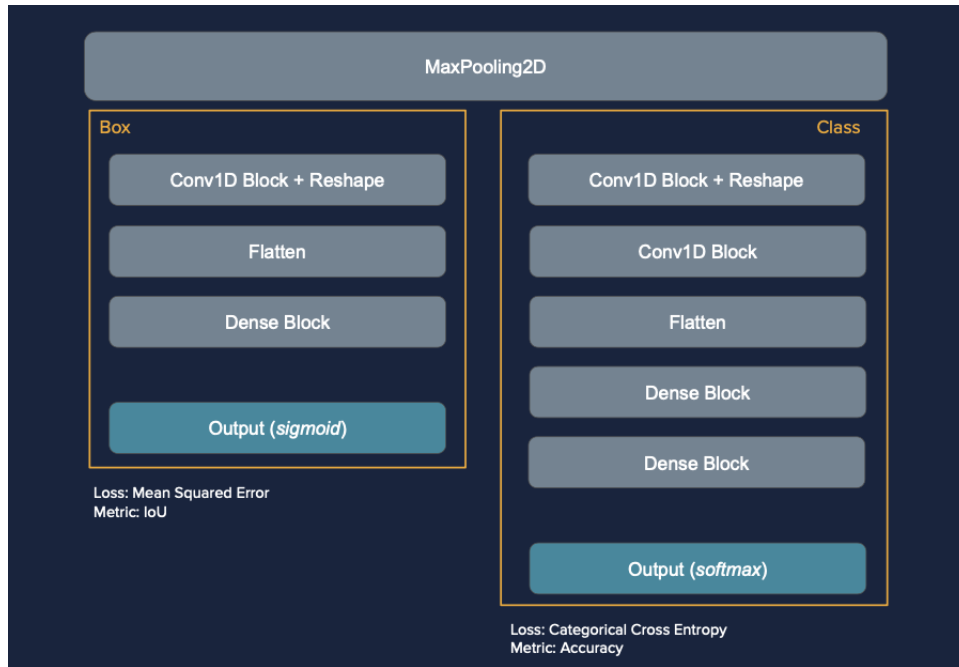 MaxPooling2D
Box
Conv1D Block + Reshape
Flatten
Dense Block
Output (sigmoid)
Loss: Mean Squared Error
Metric: IoU
Class
Conv1D Block + Reshape
Conv1D Block
Flatten
Dense Block
Dense Block
Output (softmax)
Loss: Categorical Cross Entropy
Metric: Accuracy